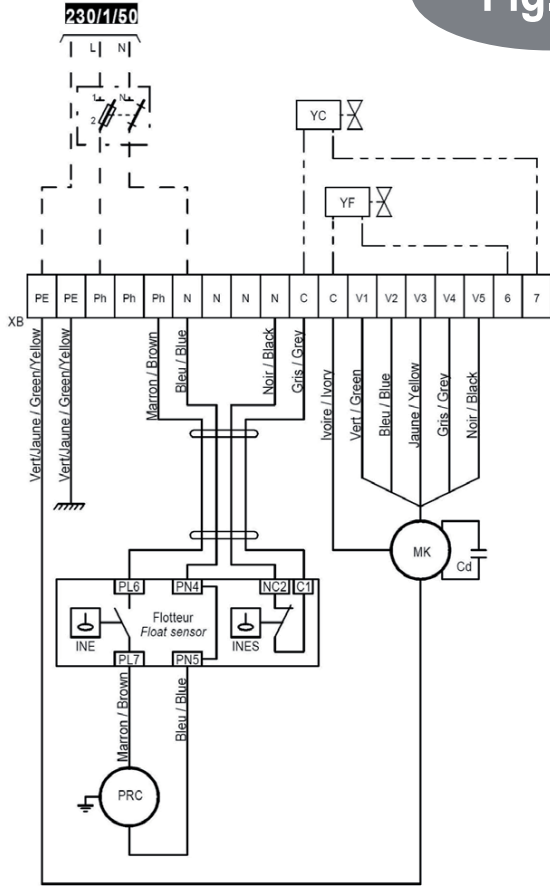 Fig.
230/1/50
L N
1 N
2
YC
YF
PE PE Ph Ph Ph N N N N C C V1 V2 V3 V4 V5 6 7
XB
Vert/Jaune / Green/Yellow
Vert/Jaune / Green/Yellow
Marron / Brown
Bleu / Blue
Noir / Black
Gris / Grey
Ivoire / Ivory
Vert / Green
Bleu / Blue
Jaune / Yellow
Gris / Grey
Noir / Black
MK
Cd
PL6 PN4 NC2 C1
Flotteur
Float sensor
INE INES
PL7 PN5
Marron / Brown
Bleu / Blue
PRC